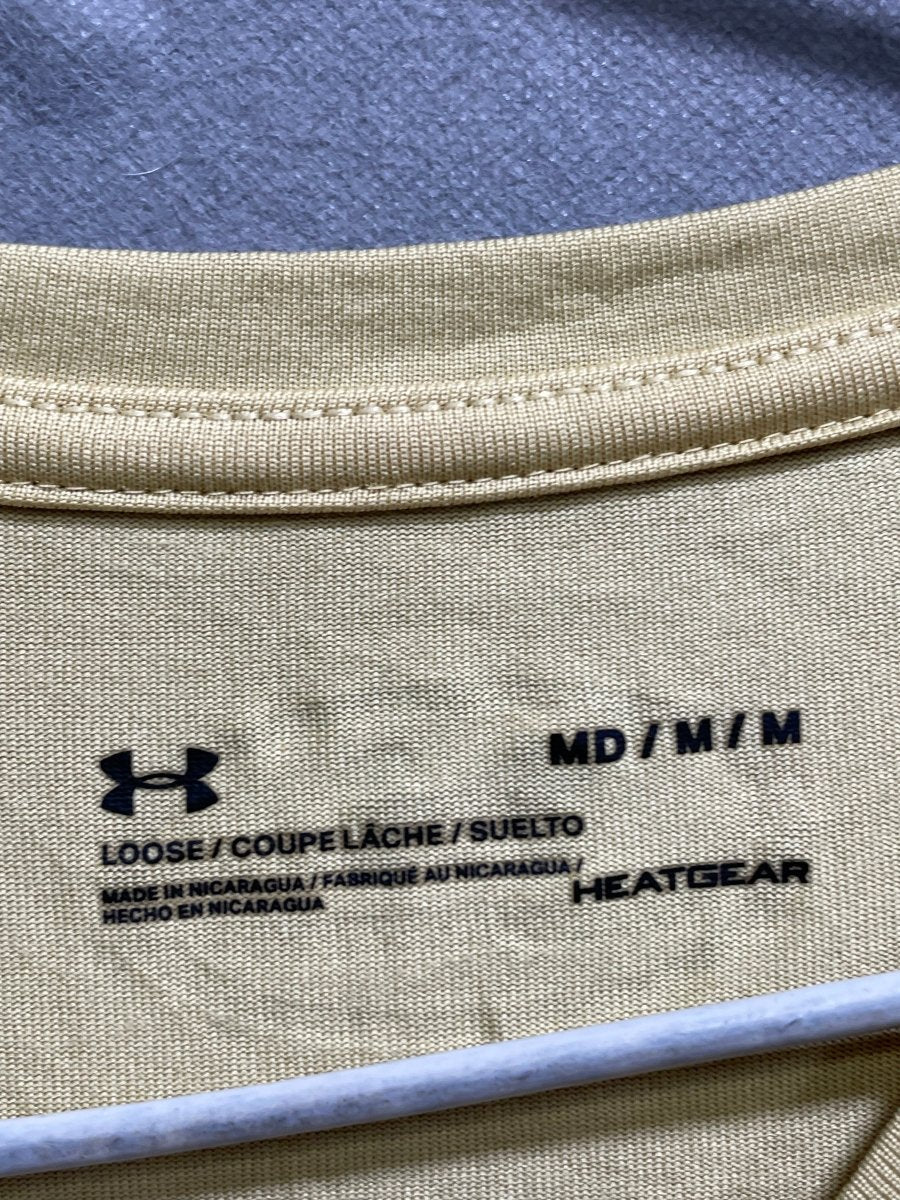 MD / M / M
LOOSE / COUPE LÂCHE / SUELTO
MADE IN NICARAGUA / FABRIQUÉ AU NICARAGUA /
HECHO EN NICARAGUA
HEATGEAR